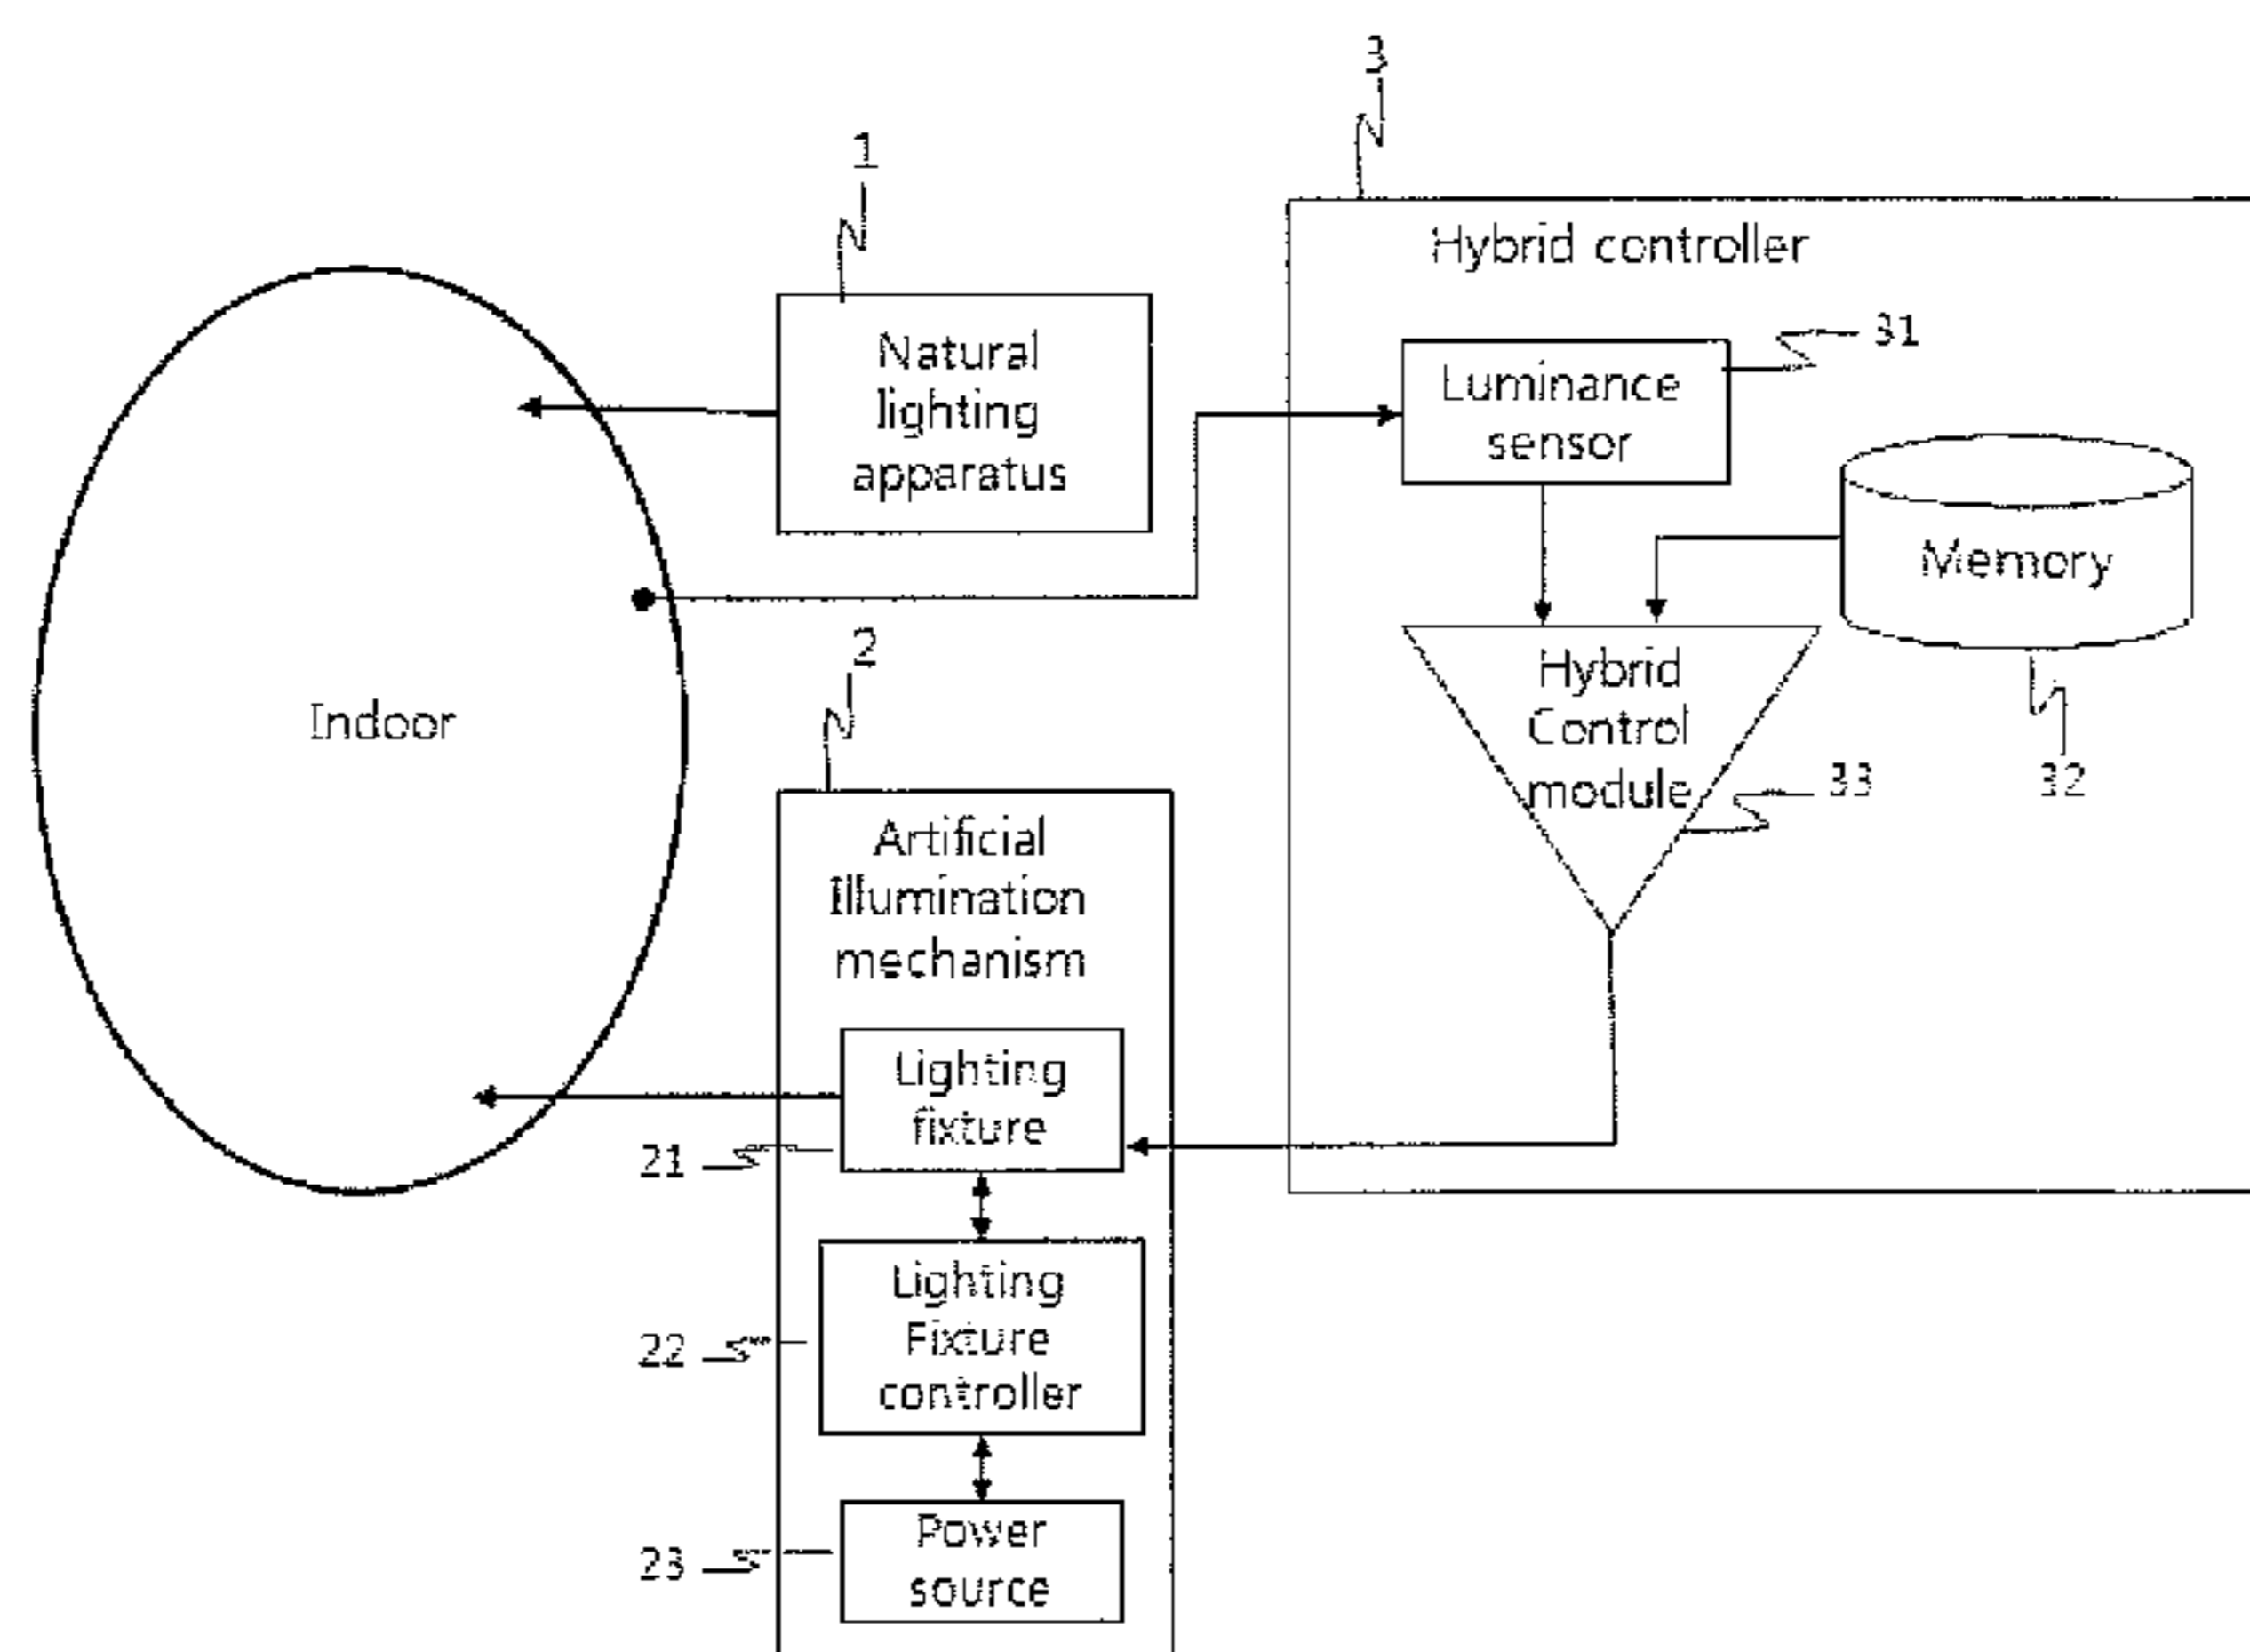 3
1
Hybrid controller
Natural
lighting
apparatus
31
Luminance
sensor
Memory
2
Indoor
Hybrid
Control
module
33
32
Artificial
Illumination
mechanism
Lighting
fixture
21
Lighting
Fixture
controller
22
Power
source
23